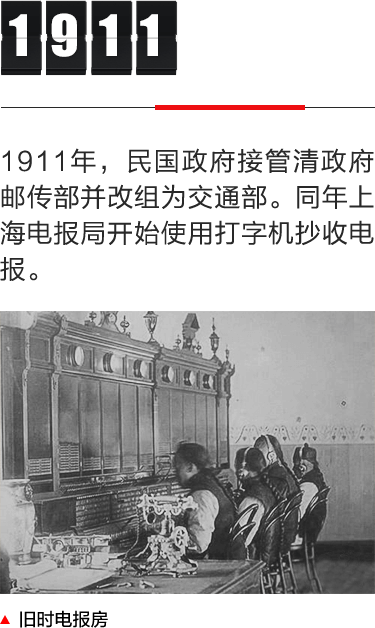 1911
1911年，民国政府接管清政府
邮传部并改组为交通部。同年上
海电报局开始使用打字机抄收电
报。
旧时电报房